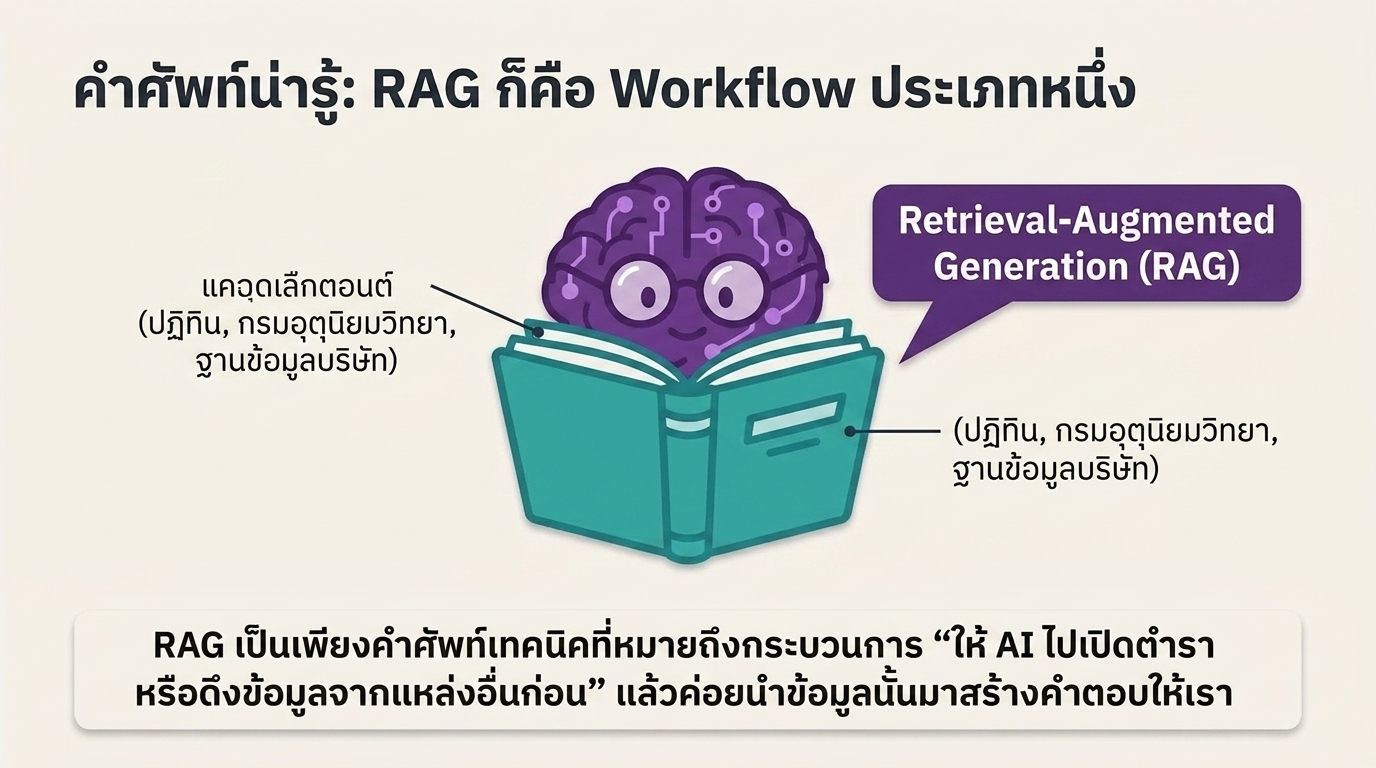 คำศัพท์น่ารู้: RAG ก็คือ Workflow ประเภทหนึ่ง
Retrieval-Augmented
Generation (RAG)
แคอดุดเลืกตอนต์
(ปฏิทิน, กรมอุตุนิยมวิทยา,
ฐานข้อมูลบริษัท)
(ปฏิทิน, กรมอุตุนิยมวิทยา,
ฐานข้อมูลบริษัท)
RAG เป็นเพียงคำศัพท์เทคนิคที่หมายถึงกระบวนการ “ให้ AI ไปเปิดตำรา
หรือดึงข้อมูลจากแหล่งอื่นก่อน” แล้วค่อยนำข้อมูลนั้นมาสร้างคำตอบให้เรา